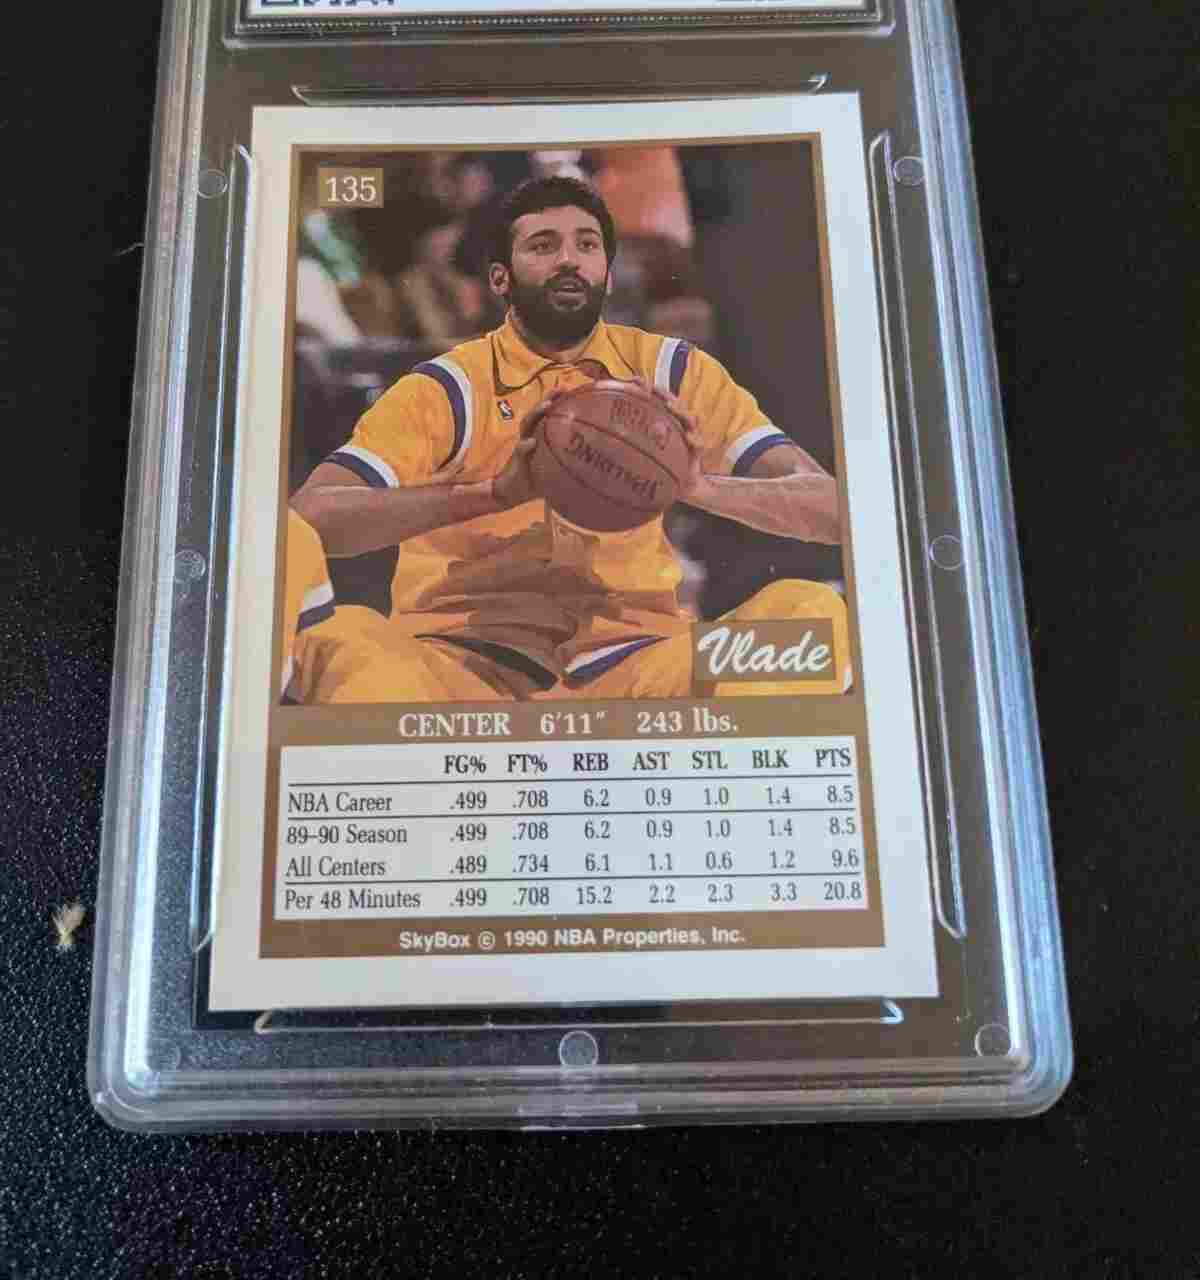 135
SPALDING
Vlade
CENTER 6'11" 243 lbs.
FG% FT% REB AST STL BLK PTS
NBA Career .499 .708 6.2 0.9 1.0 1.4 8.5
89–90 Season .499 .708 6.2 0.9 1.0 1.4 8.5
All Centers .489 .734 6.1 1.1 0.6 1.2 9.6
Per 48 Minutes .499 .708 15.2 2.2 2.3 3.3 20.8
SkyBox © 1990 NBA Properties, Inc.